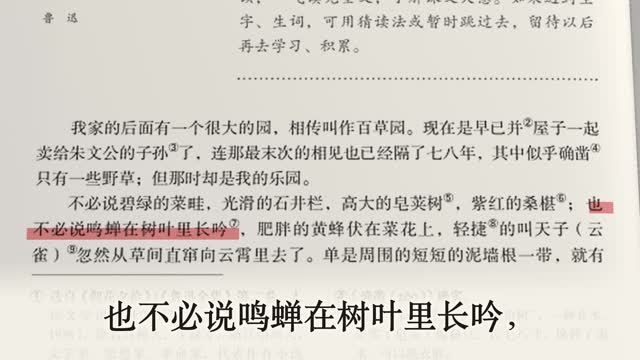 鲁 迅
字、生词，可用猜读法或暂时跳过去，留待以后
再去学习、积累。
我家的后面有一个很大的园，相传叫作百草园。现在是早已并②屋子一起
卖给朱文公的子孙③了，连那最末次的相见也已经隔了七八年，其中似乎确凿④
只有一些野草；但那时却是我的乐园。
不必说碧绿的菜畦，光滑的石井栏，高大的皂荚树⑤，紫红的桑椹⑥；也
不必说鸣蝉在树叶里长吟⑦，肥胖的黄蜂伏在菜花上，轻捷⑧的叫天子（云
雀）⑨忽然从草间直窜向云霄里去了。单是周围的短短的泥墙根一带，就有
也不必说鸣蝉在树叶里长吟，